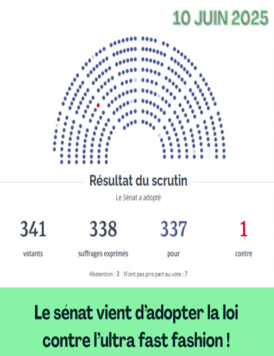 10 JUIN 2025
Résultat du scrutin
Le Sénat a adopté
341 338 337 1
votants suffrages exprimés pour contre
Abstention : 3 N'ont pas pris part au vote : 7
Le sénat vient d'adopter la loi
contre l'ultra fast fashion !